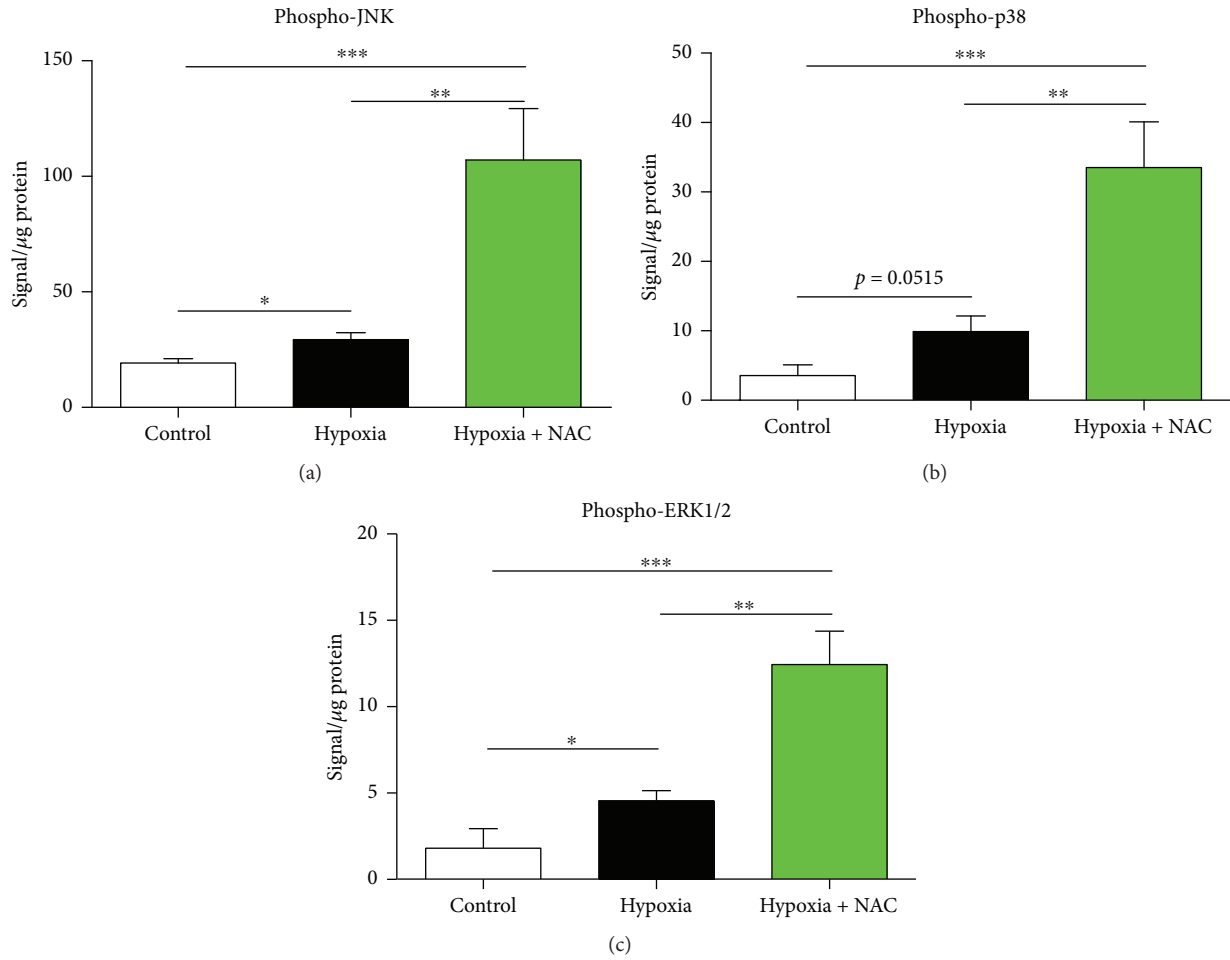 Phospho-JNK
Signal/µg protein
150
100
50
0
***
**
*
Control
Hypoxia
Hypoxia + NAC
(a)
Phospho-p38
Signal/µg protein
50
40
30
20
10
0
***
**
p = 0.0515
Control
Hypoxia
Hypoxia + NAC
(b)
Phospho-ERK1/2
Signal/µg protein
20
15
10
5
0
***
**
*
Control
Hypoxia
Hypoxia + NAC
(c)